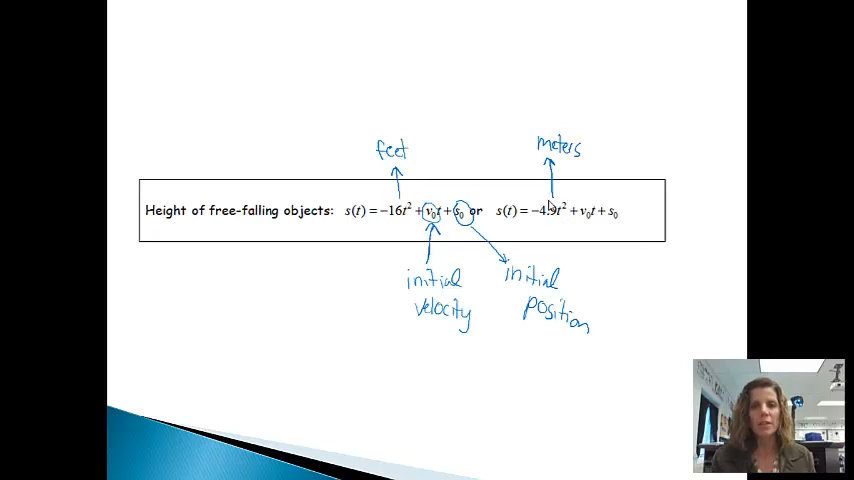 feet
meters
Height of free-falling objects: s(t) = −16t² + v₀t + s₀ or s(t) = −4.9t² + v₀t + s₀
initial
velocity
initial
position